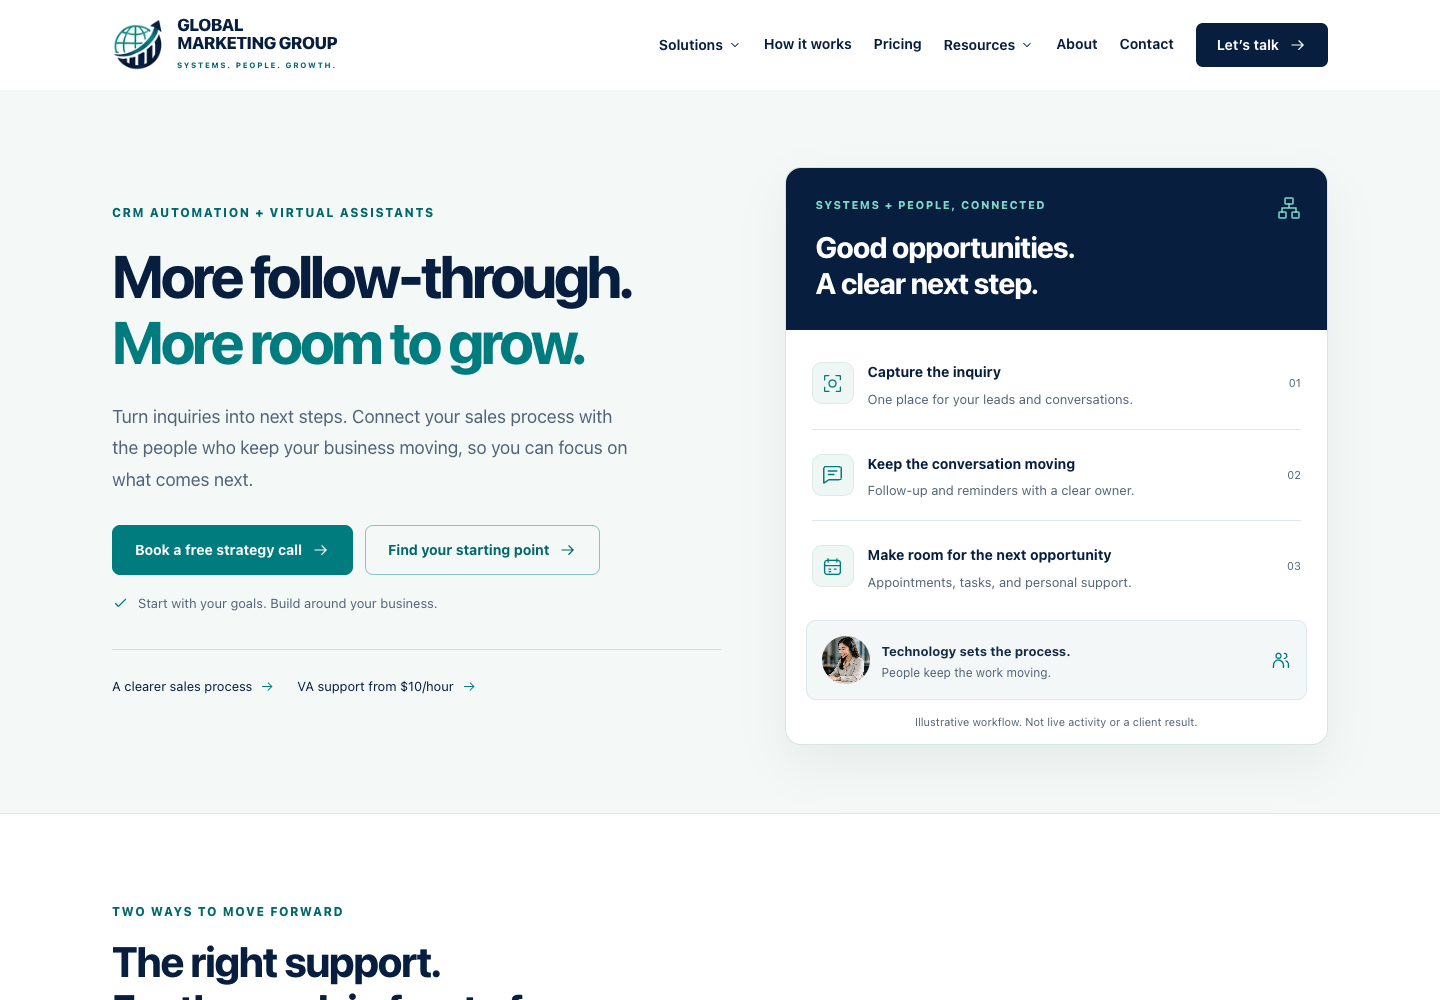 GLOBAL
MARKETING GROUP
SYSTEMS. PEOPLE. GROWTH.
Solutions
How it works
Pricing
Resources
About
Contact
Let’s talk
CRM AUTOMATION + VIRTUAL ASSISTANTS
More follow-through.
More room to grow.
Turn inquiries into next steps. Connect your sales process with
the people who keep your business moving, so you can focus on
what comes next.
Book a free strategy call
Find your starting point
Start with your goals. Build around your business.
A clearer sales process
VA support from $10/hour
SYSTEMS + PEOPLE, CONNECTED
Good opportunities.
A clear next step.
Capture the inquiry
One place for your leads and conversations.
01
Keep the conversation moving
Follow-up and reminders with a clear owner.
02
Make room for the next opportunity
Appointments, tasks, and personal support.
03
Technology sets the process.
People keep the work moving.
Illustrative workflow. Not live activity or a client result.
TWO WAYS TO MOVE FORWARD
The right support.